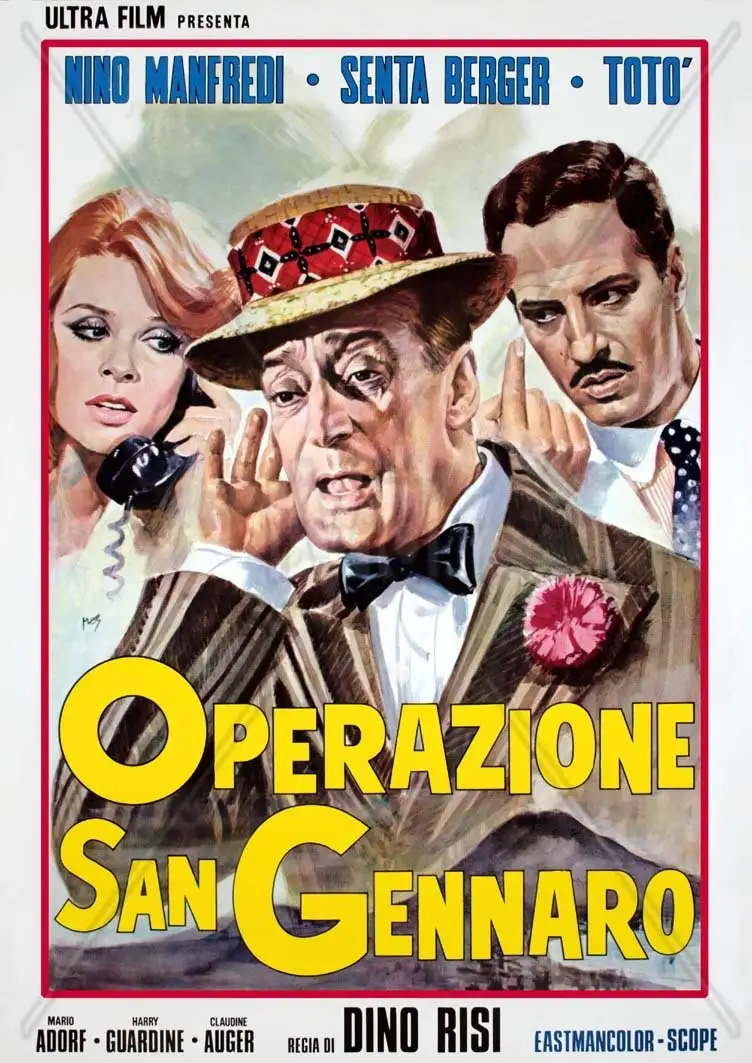 ULTRA FILM PRESENTA
NINO MANFREDI • SENTA BERGER • TOTO'
Mos
OPERAZIONE
SAN GENNARO
MARIO ADORF • HARRY GUARDINE • CLAUDINE AUGER REGIA DI DINO RISI EASTMANCOLOR-SCOPE